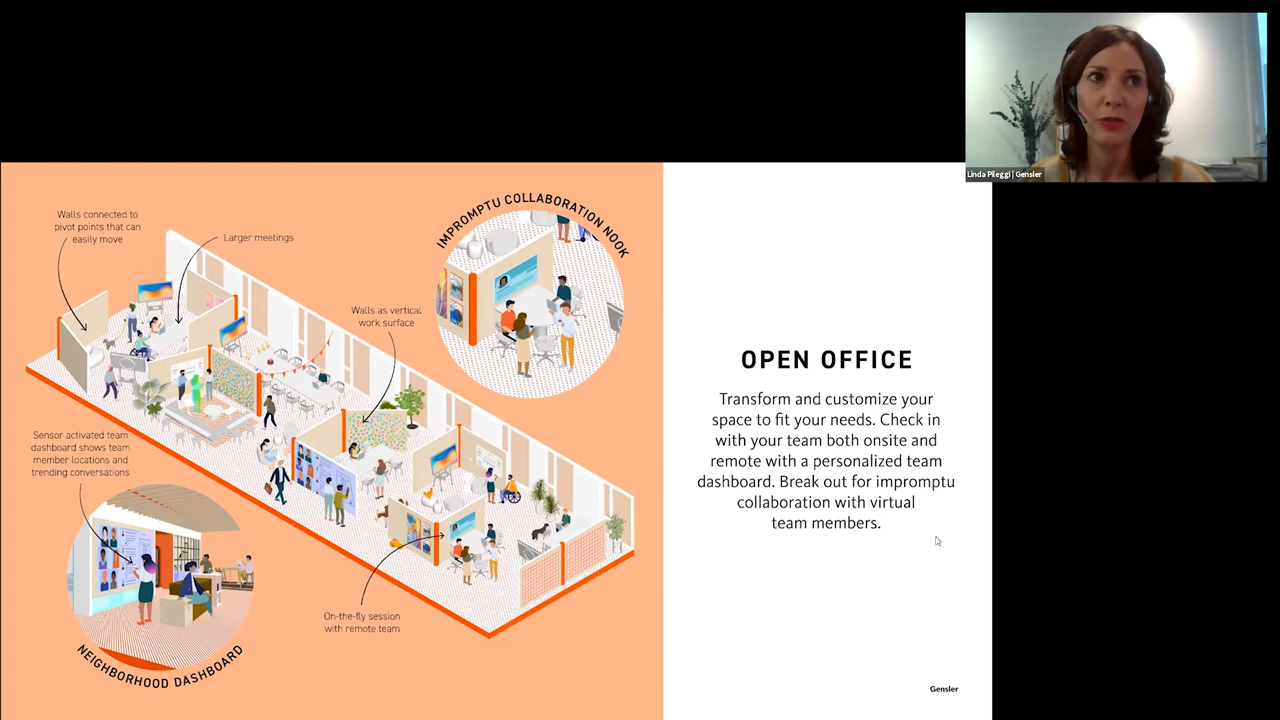 Linda Pileggi | Gensler
Walls connected to
pivot points that can
easily move
Larger meetings
IMPROMPTU COLLABORATION NOOK
Walls as vertical
work surface
Sensor activated team
dashboard shows team
member locations and
trending conversations
On-the-fly session
with remote team
NEIGHBORHOOD DASHBOARD
OPEN OFFICE
Transform and customize your
space to fit your needs. Check in
with your team both onsite and
remote with a personalized team
dashboard. Break out for impromptu
collaboration with virtual
team members.
Gensler